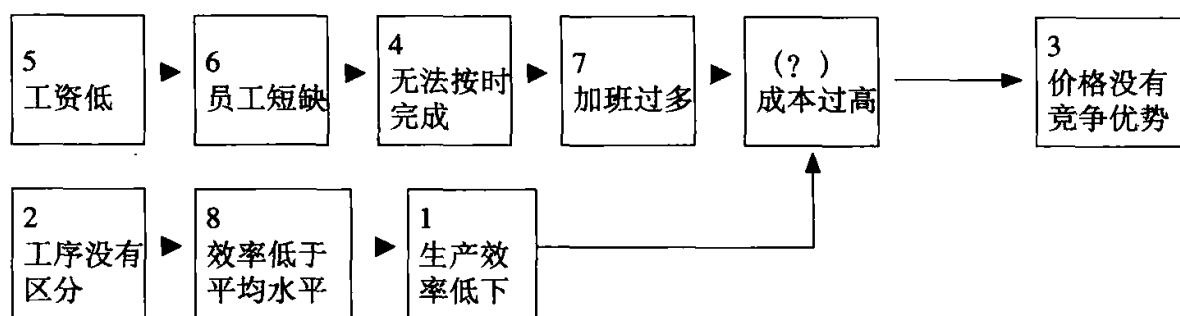 5
工资低
6
员工短缺
4
无法按时
完成
7
加班过多
(? )
成本过高
3
价格没有
竞争优势
2
工序没有
区分
8
效率低于
平均水平
1
生产效
率低下